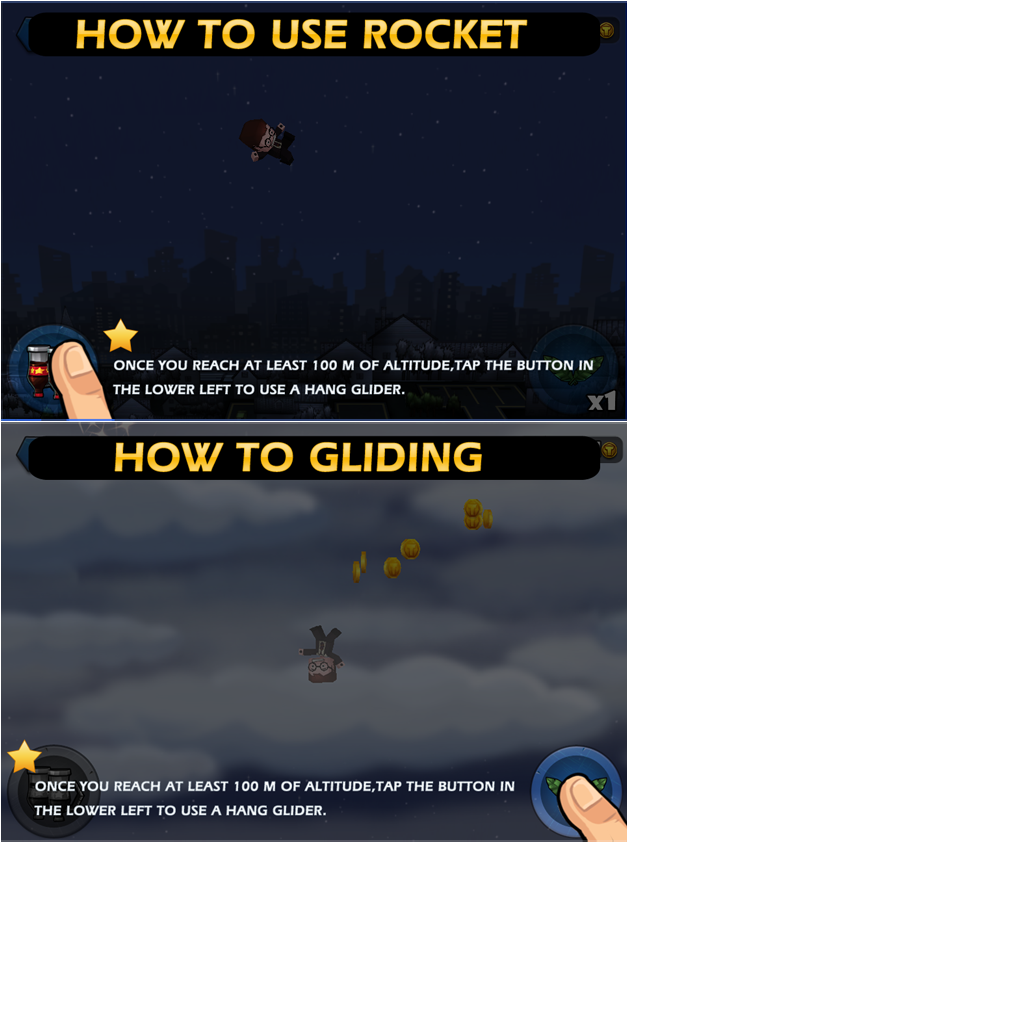 HOW TO USE ROCKET
ONCE YOU REACH AT LEAST 100 M OF ALTITUDE,TAP THE BUTTON IN
THE LOWER LEFT TO USE A HANG GLIDER.
x1
HOW TO GLIDING
ONCE YOU REACH AT LEAST 100 M OF ALTITUDE,TAP THE BUTTON IN
THE LOWER LEFT TO USE A HANG GLIDER.